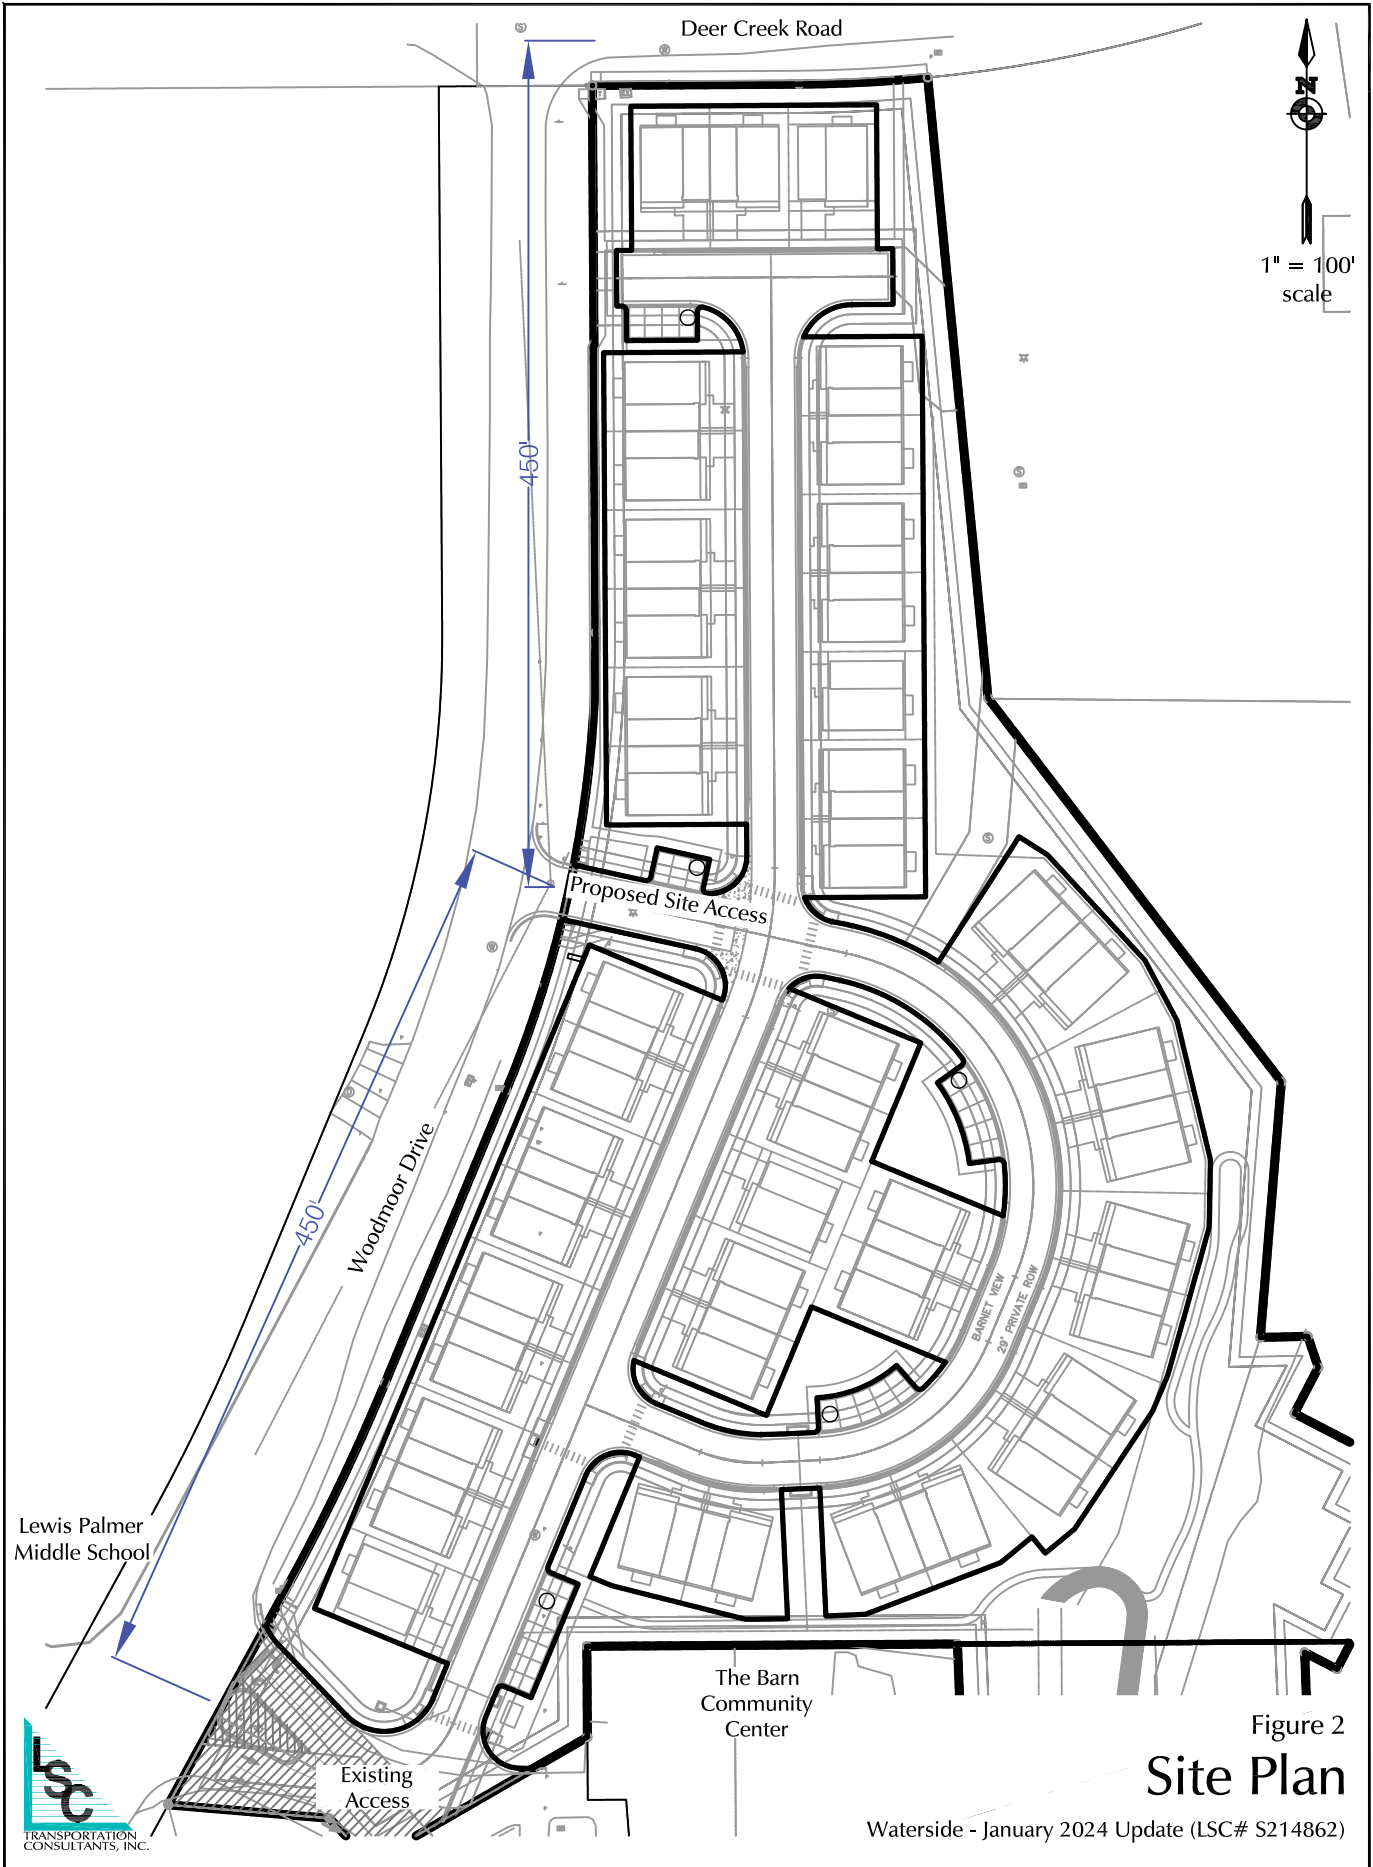 Deer Creek Road
N
1" = 100'
scale
450'
Proposed Site Access
Woodmoor Drive
450'
BARNET VIEW
29' PRIVATE ROW
Lewis Palmer
Middle School
The Barn
Community
Center
Existing
Access
LSC
TRANSPORTATION
CONSULTANTS, INC.
Figure 2
Site Plan
Waterside - January 2024 Update (LSC# S214862)